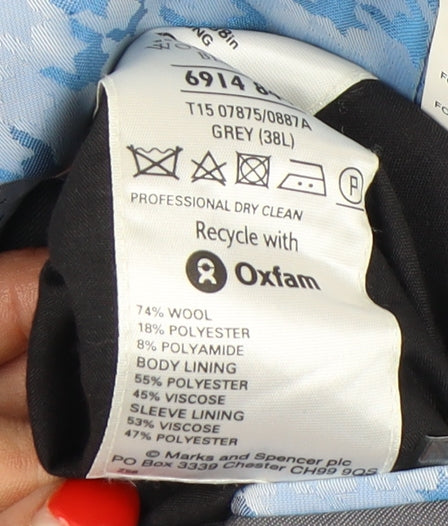 6914 8
T15 07875/0887A
GREY (38L)
P
PROFESSIONAL DRY CLEAN
Recycle with
Oxfam
74% WOOL
18% POLYESTER
8% POLYAMIDE
BODY LINING
55% POLYESTER
45% VISCOSE
SLEEVE LINING
53% VISCOSE
47% POLYESTER
© Marks and Spencer plc
PO Box 3339 Chester CH99 9QS